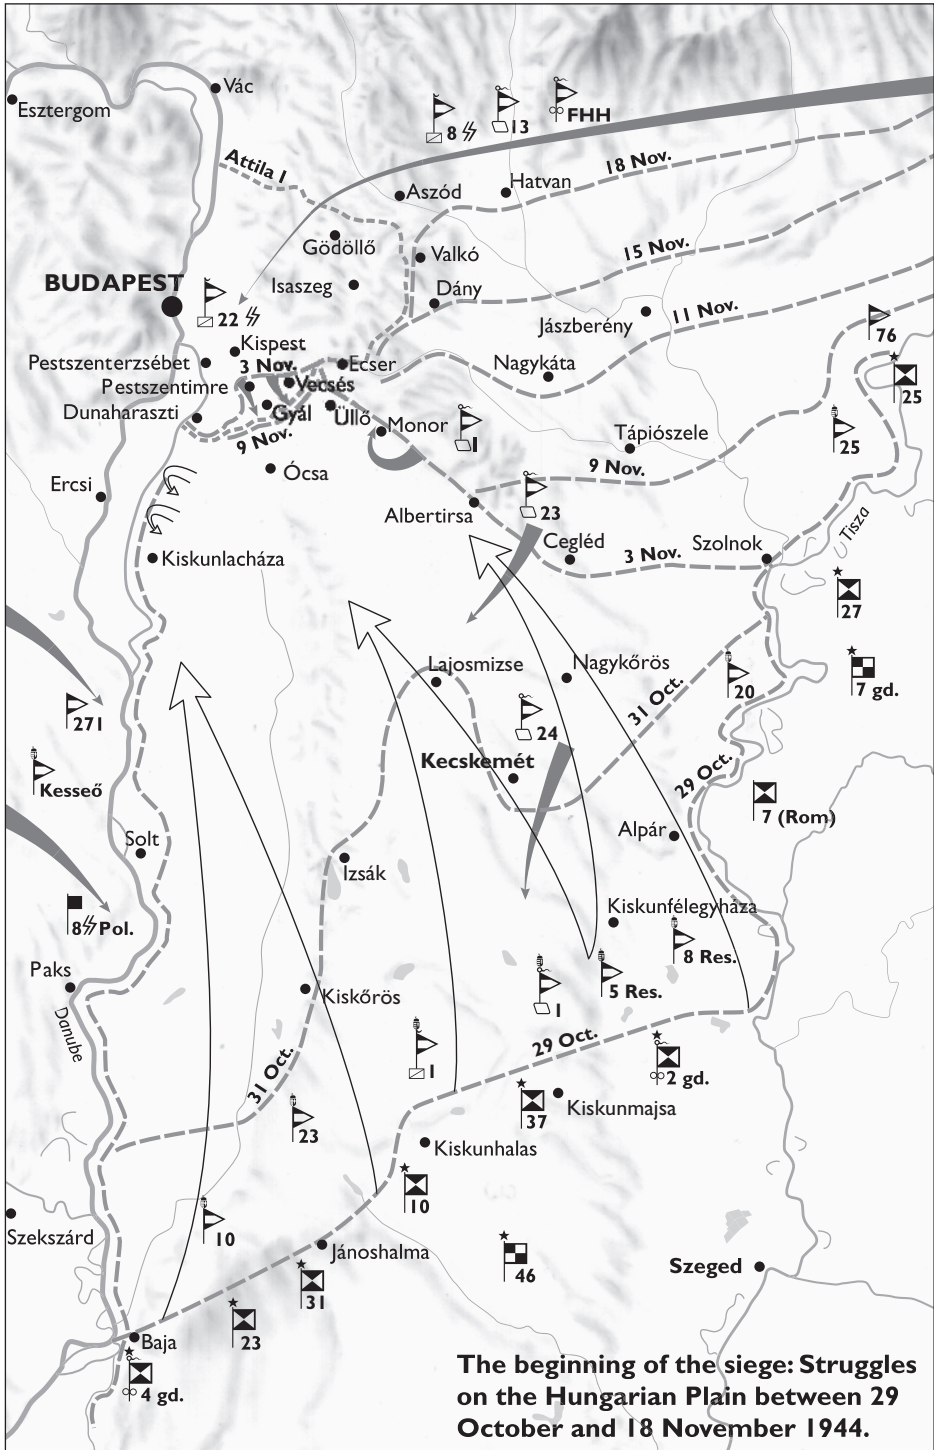 Vác
Esztergom
8
13
FHH
Attila I
18 Nov.
Aszód
Hatvan
Gödöllő
Valkó
15 Nov.
BUDAPEST
Isaszeg
Dány
22
Jászberény
11 Nov.
76
Kispest
Pestszenterzsébet
3 Nov.
Ecser
Nagykáta
Pestszentimre
Vecsés
25
Dunaharaszti
Gyál
Üllő
Monor
1
9 Nov.
Tápiószele
25
Ócsa
9 Nov.
Ercsi
23
Albertirsa
Tisza
Cegléd
Szolnok
3 Nov.
Kiskunlacháza
27
Lajosmizse
Nagykőrös
7 gd.
20
31 Oct.
271
24
Kecskemét
29 Oct.
Kesseő
7 (Rom)
Solt
Alpár
Izsák
Kiskunfélegyháza
8 Pol.
8 Res.
Paks
5 Res.
Kiskőrös
1
Danube
29 Oct.
31 Oct.
1
2 gd.
37
Kiskunmajsa
23
Kiskunhalas
10
Szekszárd
10
Jánoshalma
46
Szeged
31
23
Baja
4 gd.
The beginning of the siege: Struggles
on the Hungarian Plain between 29
October and 18 November 1944.